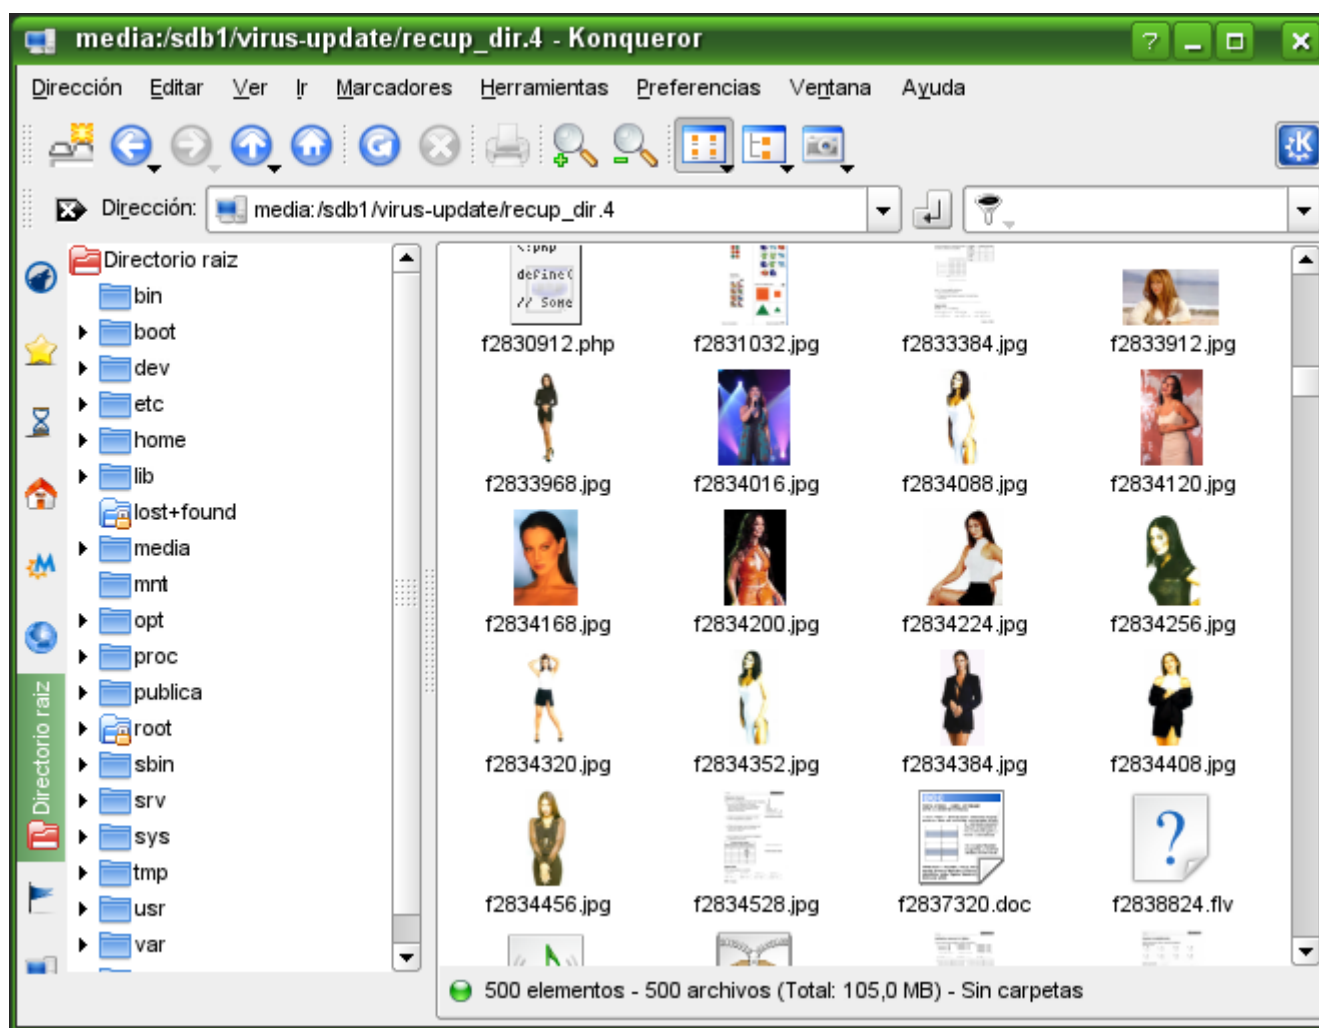 media:/sdb1/virus-update/recup_dir.4 - Konqueror
Dirección Editar Ver Ir Marcadores Herramientas Preferencias Ventana Ayuda
Dirección: media:/sdb1/virus-update/recup_dir.4
Directorio raiz
Directorio raiz
bin
boot
dev
etc
home
lib
lost+found
media
mnt
opt
proc
publica
root
sbin
srv
sys
tmp
usr
var
<?php
define(
// Some
f2830912.php f2831032.jpg f2833384.jpg f2833912.jpg
f2833968.jpg f2834016.jpg f2834088.jpg f2834120.jpg
f2834168.jpg f2834200.jpg f2834224.jpg f2834256.jpg
f2834320.jpg f2834352.jpg f2834384.jpg f2834408.jpg
f2834456.jpg f2834528.jpg f2837320.doc f2838824.flv
500 elementos - 500 archivos (Total: 105,0 MB) - Sin carpetas